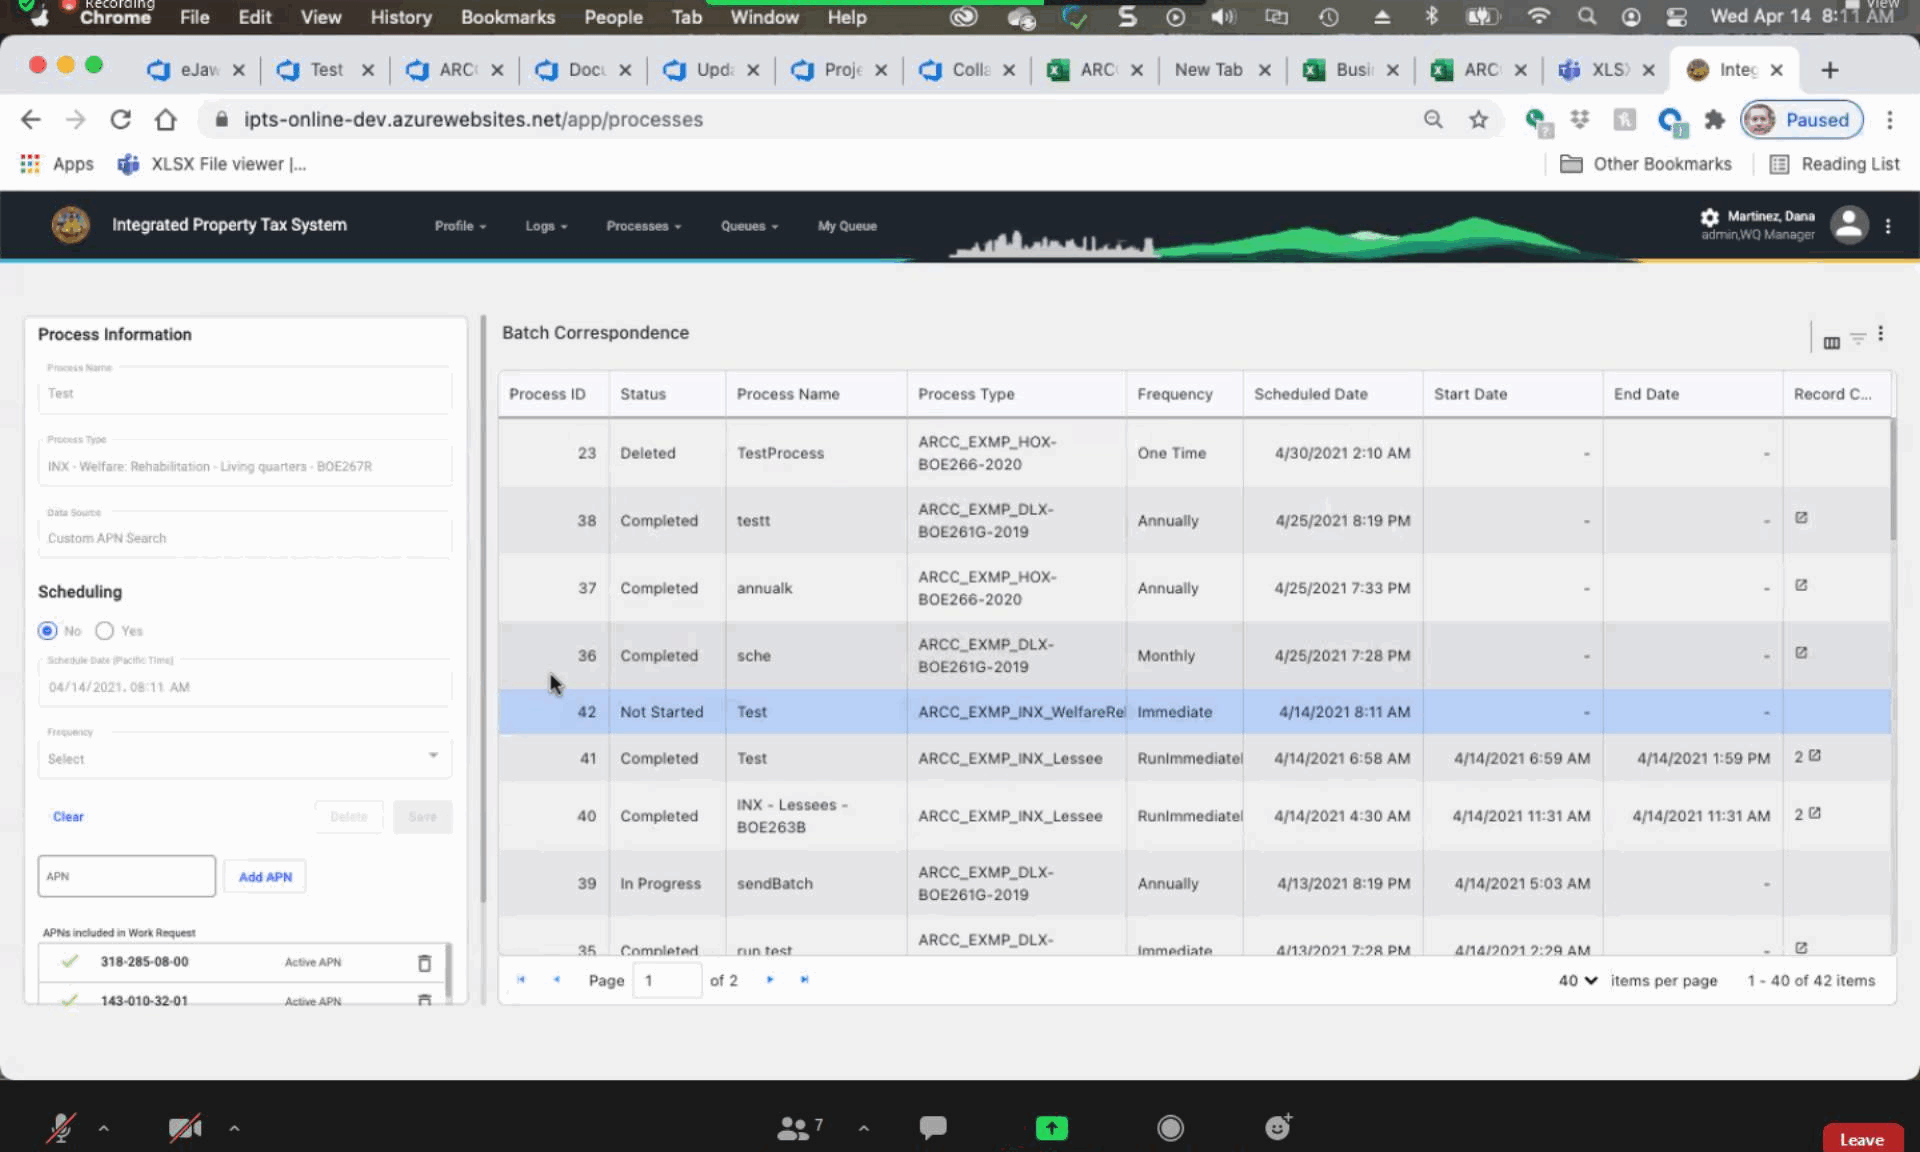 Recording
Chrome File Edit View History Bookmarks People Tab Window Help
Wed Apr 14 8:11 AM
View
eJaw
Test
ARC
Docu
Upda
Proje
Colla
ARC
New Tab
Busi
ARC
XLSX
Integ
ipts-online-dev.azurewebsites.net/app/processes
Paused
Apps
XLSX File viewer |...
Other Bookmarks
Reading List
Integrated Property Tax System
Profile
Logs
Processes
Queues
My Queue
Martinez, Dana
admin,WQ Manager
Process Information
Process Name
Test
Process Type
INX - Welfare: Rehabilitation - Living quarters - BOE267R
Data Source
Custom APN Search
Scheduling
No
Yes
Schedule Date (Pacific Time)
04/14/2021, 08:11 AM
Frequency
Select
Clear
Delete
Save
APN
Add APN
APNs included in Work Request
318-285-08-00 Active APN
143-010-32-01 Active APN
Batch Correspondence
Process ID Status Process Name Process Type Frequency Scheduled Date Start Date End Date Record C...
23 Deleted TestProcess ARCC_EXMP_HOX-
BOE266-2020 One Time 4/30/2021 2:10 AM - -
38 Completed testt ARCC_EXMP_DLX-
BOE261G-2019 Annually 4/25/2021 8:19 PM - -
37 Completed annualk ARCC_EXMP_HOX-
BOE266-2020 Annually 4/25/2021 7:33 PM - -
36 Completed sche ARCC_EXMP_DLX-
BOE261G-2019 Monthly 4/25/2021 7:28 PM - -
42 Not Started Test ARCC_EXMP_INX_WelfareRel Immediate 4/14/2021 8:11 AM - -
41 Completed Test ARCC_EXMP_INX_Lessee RunImmediatel 4/14/2021 6:58 AM 4/14/2021 6:59 AM 4/14/2021 1:59 PM 2
40 Completed INX - Lessees -
BOE263B ARCC_EXMP_INX_Lessee RunImmediatel 4/14/2021 4:30 AM 4/14/2021 11:31 AM 4/14/2021 11:31 AM 2
39 In Progress sendBatch ARCC_EXMP_DLX-
BOE261G-2019 Annually 4/13/2021 8:19 PM 4/14/2021 5:03 AM -
35 Completed run test ARCC_EXMP_DLX- Immediate 4/13/2021 7:28 PM 4/14/2021 2:29 AM -
Page 1 of 2
40 items per page
1 - 40 of 42 items
7
Leave